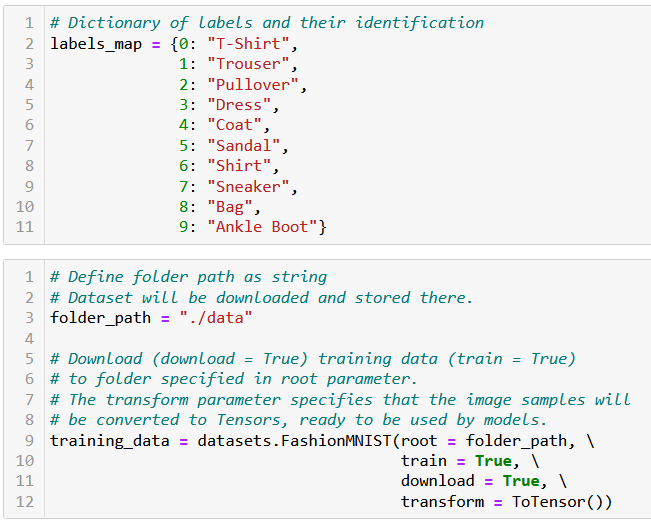 1 # Dictionary of labels and their identification
2 labels_map = {0: "T-Shirt",
3 1: "Trouser",
4 2: "Pullover",
5 3: "Dress",
6 4: "Coat",
7 5: "Sandal",
8 6: "Shirt",
9 7: "Sneaker",
10 8: "Bag",
11 9: "Ankle Boot"}
1 # Define folder path as string
2 # Dataset will be downloaded and stored there.
3 folder_path = "./data"
4
5 # Download (download = True) training data (train = True)
6 # to folder specified in root parameter.
7 # The transform parameter specifies that the image samples will
8 # be converted to Tensors, ready to be used by models.
9 training_data = datasets.FashionMNIST(root = folder_path, \
10 train = True, \
11 download = True, \
12 transform = ToTensor())